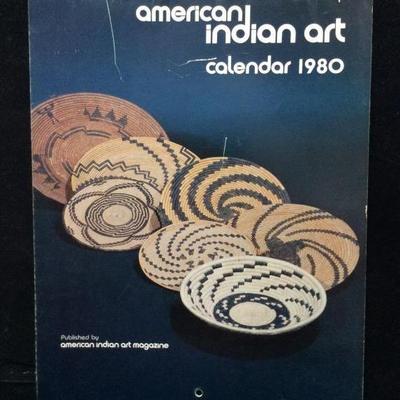 american
indian art
calendar 1980
Published by
american indian art magazine